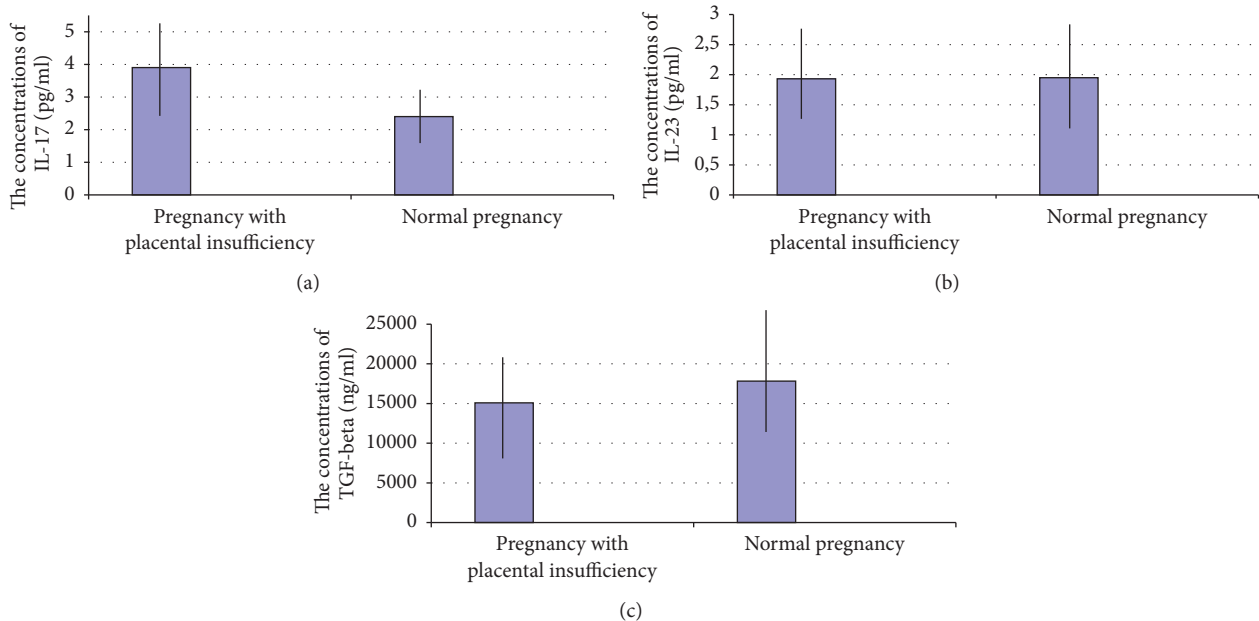 The concentrations of
IL-17 (pg/ml)
5
4
3
2
1
0
Pregnancy with
placental insufficiency
Normal pregnancy
(a)
The concentrations of
IL-23 (pg/ml)
3
2,5
2
1,5
1
0,5
0
Pregnancy with
placental insufficiency
Normal pregnancy
(b)
The concentrations of
TGF-beta (ng/ml)
25000
20000
15000
10000
5000
0
Pregnancy with
placental insufficiency
Normal pregnancy
(c)